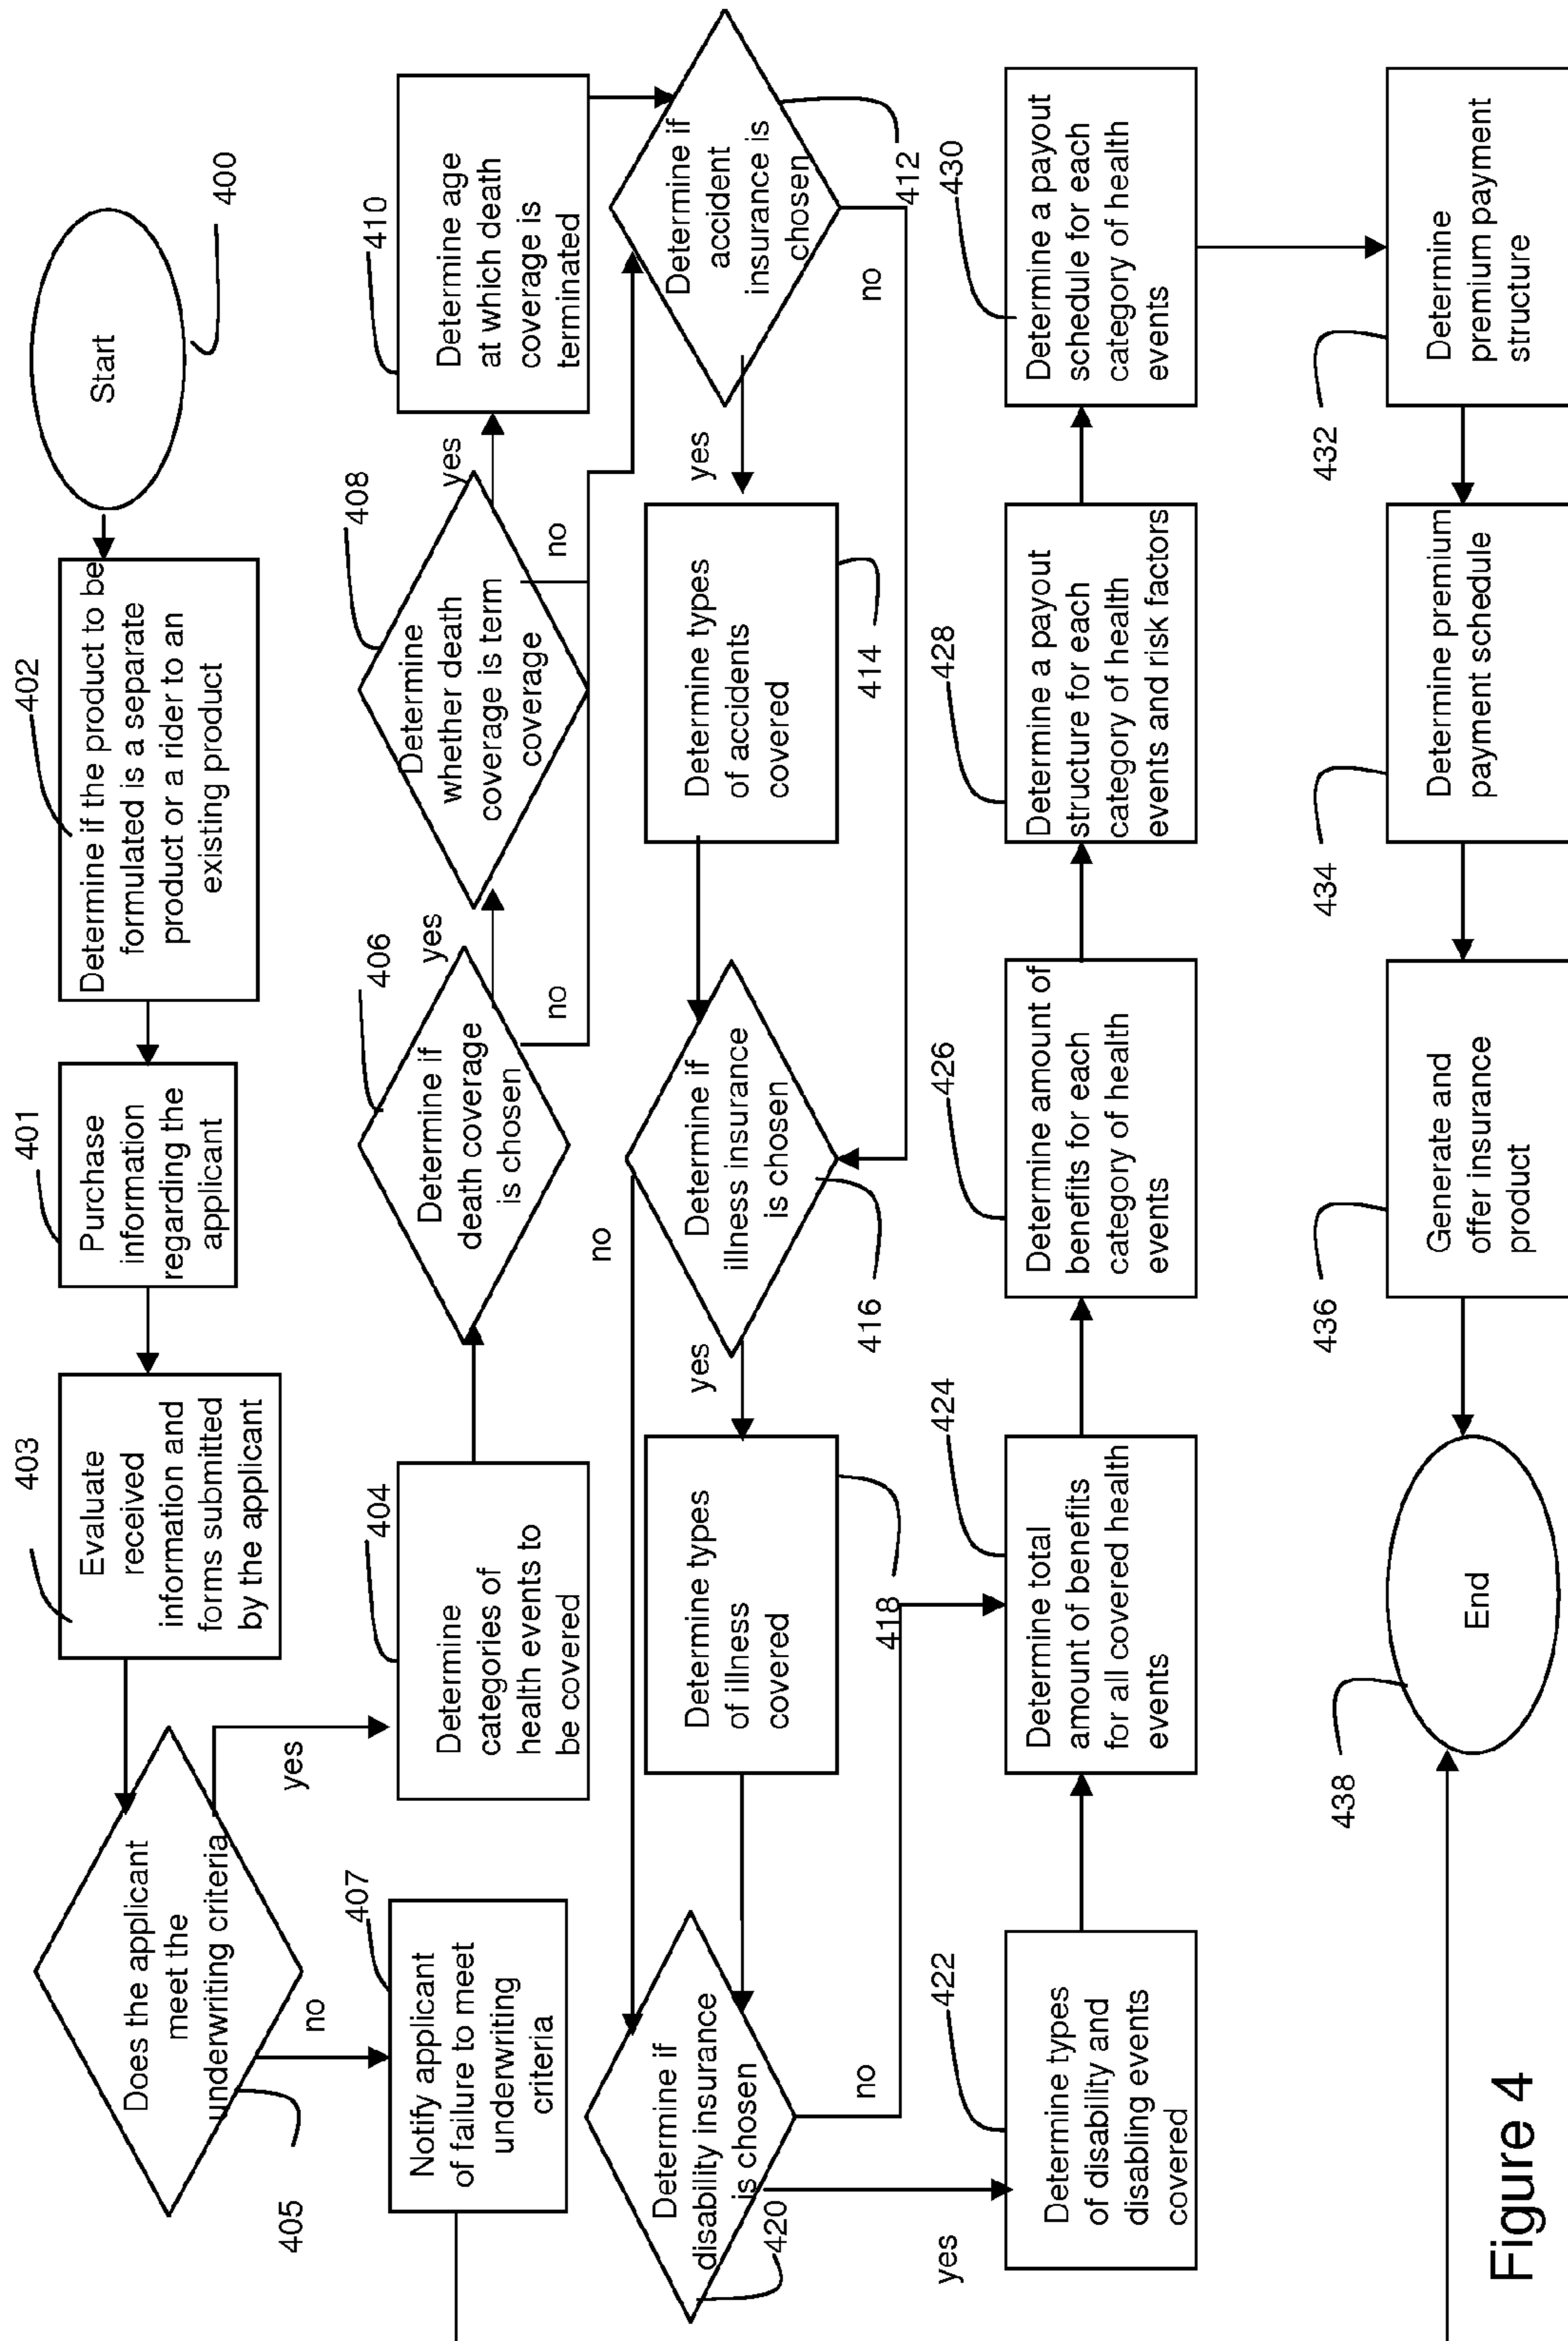 Start
400
402
Determine if the product to be
formulated is a separate
product or a rider to an
existing product
401
Purchase
information
regarding the
applicant
403
Evaluate
received
information and
forms submitted
by the applicant
Does the applicant
meet the
underwriting criteria
405
yes
no
407
Notify applicant
of failure to meet
underwriting
criteria
404
Determine
categories of
health events to
be covered
406
Determine if
death coverage
is chosen
yes
no
408
Determine
whether death
coverage is term
coverage
yes
no
410
Determine age
at which death
coverage is
terminated
Determine if
accident
insurance is
chosen
412
yes
no
Determine types
of accidents
covered
414
Determine if
illness insurance
is chosen
416
no
yes
Determine types
of illness
covered
418
Determine if
disability insurance
is chosen
420
no
yes
422
Determine types
of disability and
disabling events
covered
424
Determine total
amount of benefits
for all covered health
events
426
Determine amount of
benefits for each
category of health
events
428
Determine a payout
structure for each
category of health
events and risk factors
430
Determine a payout
schedule for each
category of health
events
432
Determine
premium payment
structure
434
Determine premium
payment schedule
436
Generate and
offer insurance
product
438
End
Figure 4